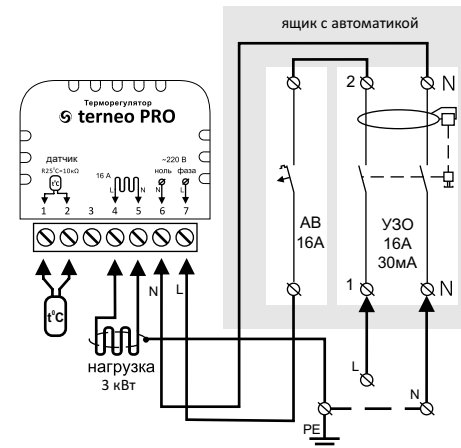 ящик с автоматикой
2
N
Терморегулятор
terneo PRO
датчик
R25°C=10кΩ
t°C
16 A
L
N
~220 В
ноль
фаза
N
L
1 2 3 4 5 6 7
АВ
16А
УЗО
16А
30мА
1
N
t°C
N
L
нагрузка
3 кВт
L
N
PE